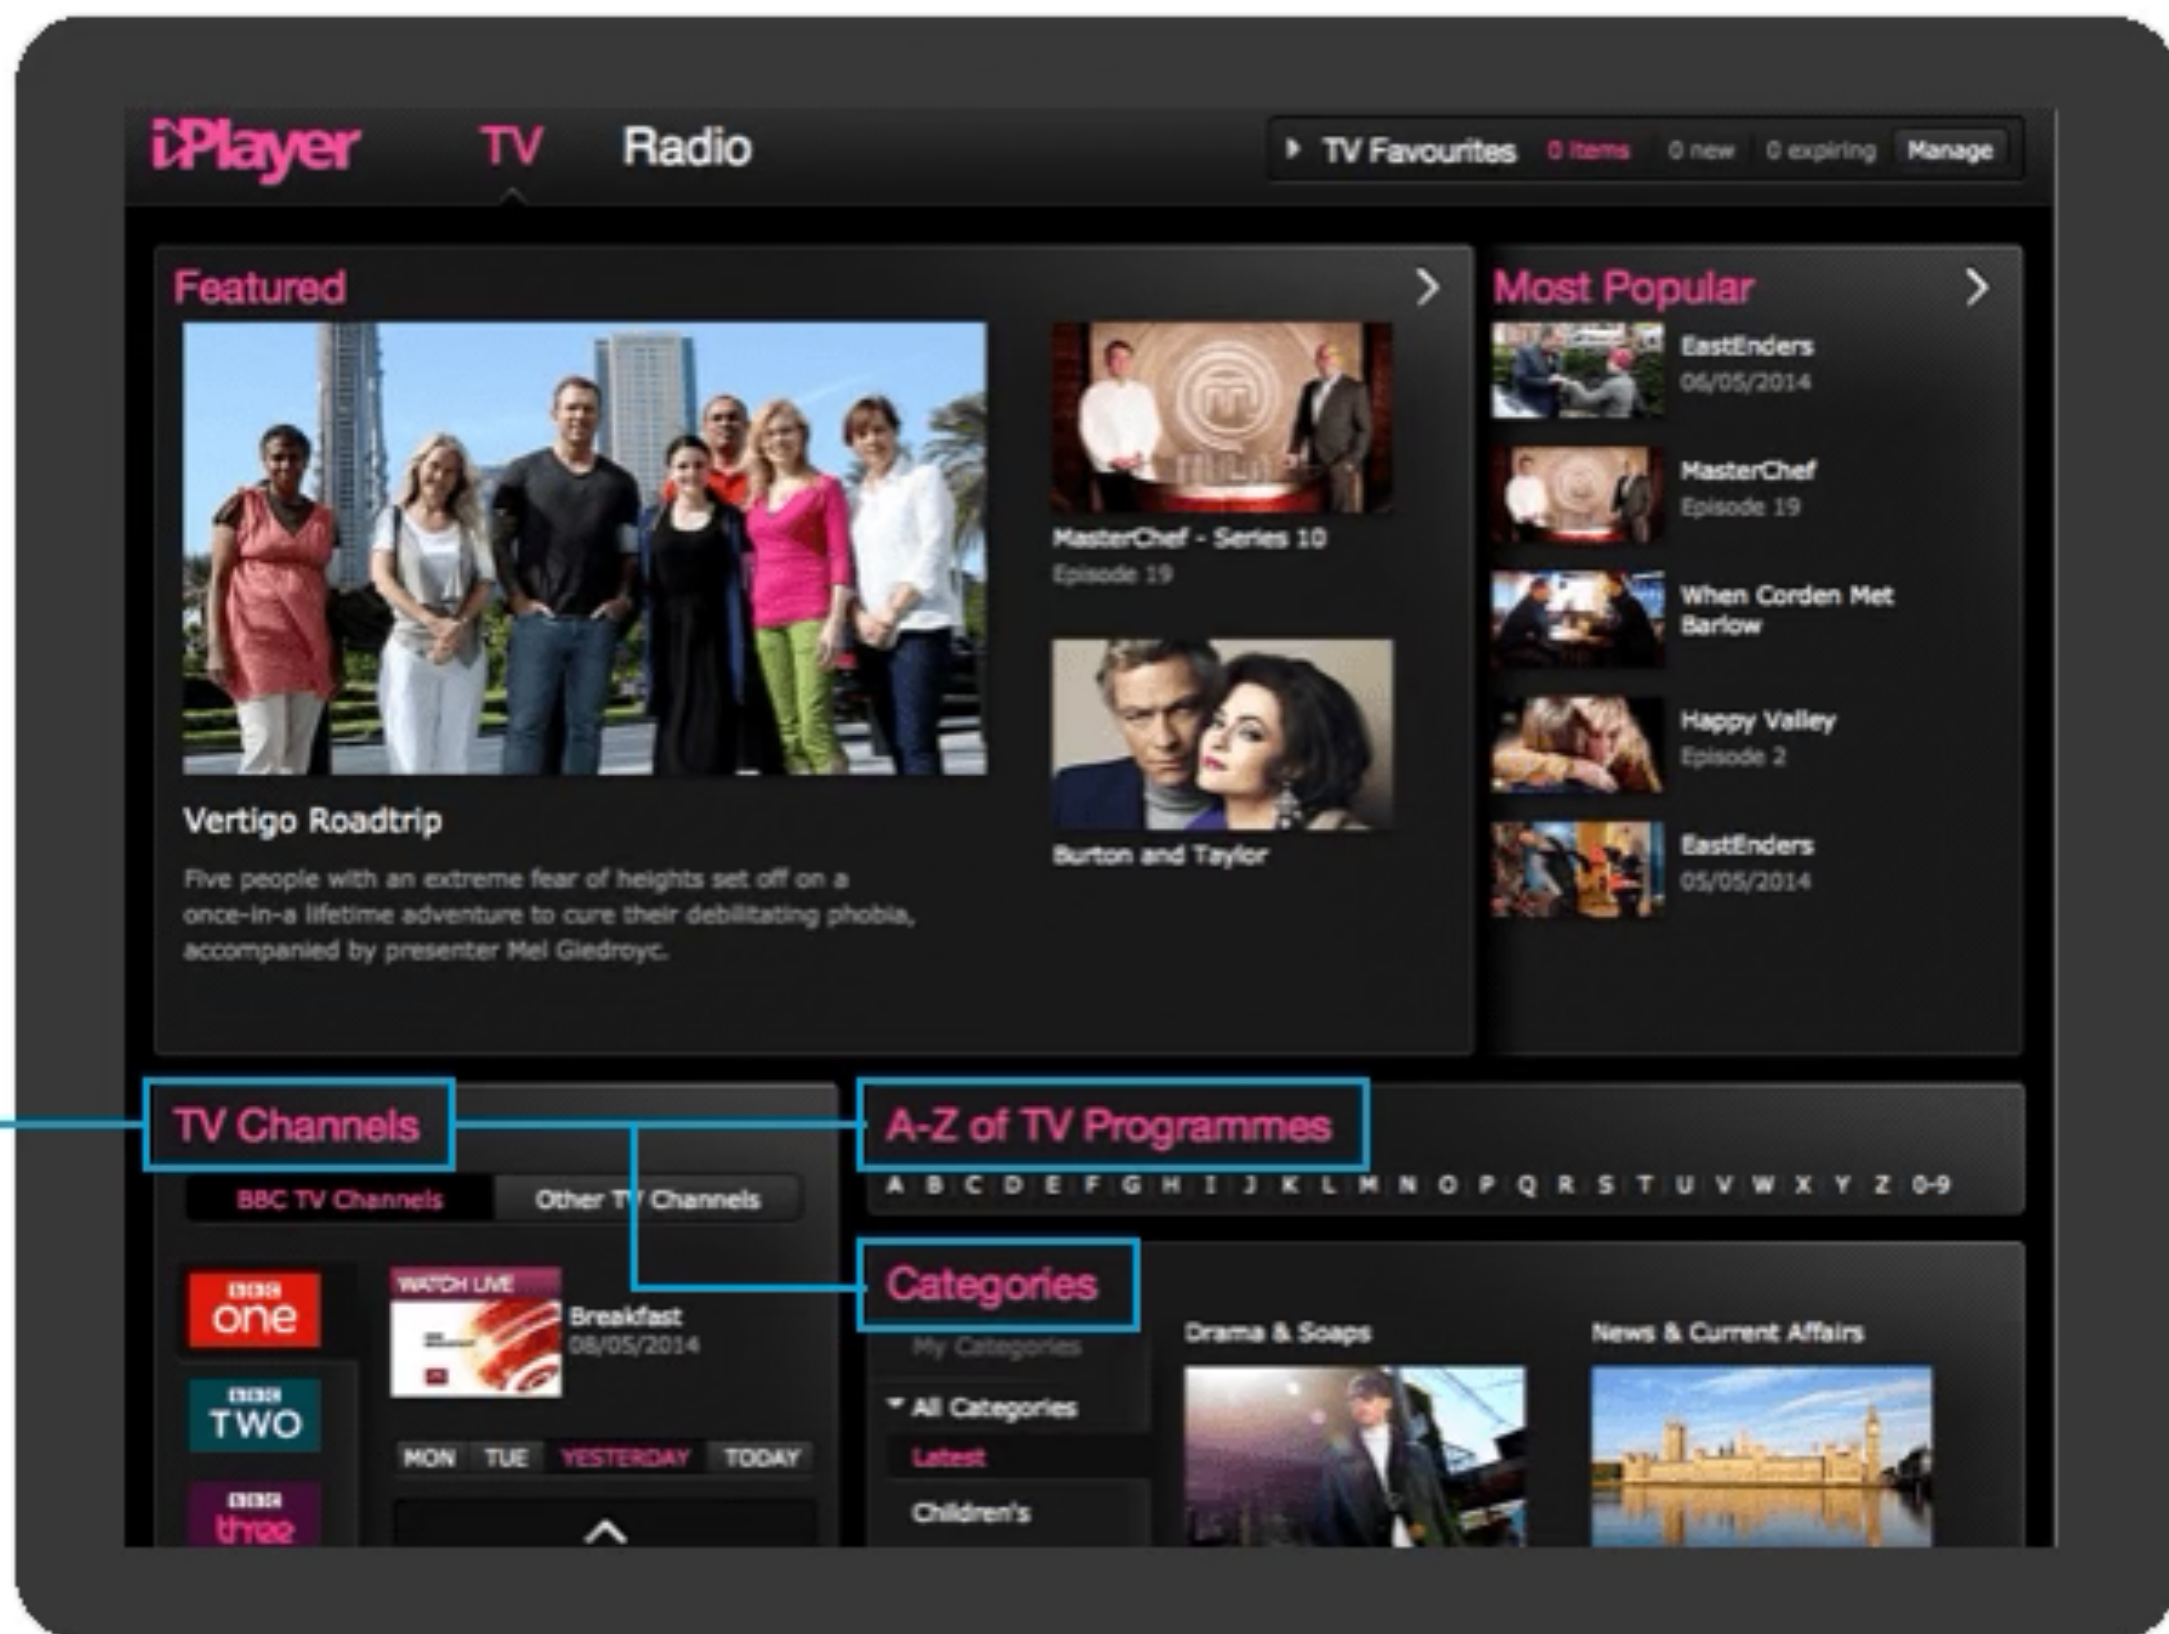 iPlayer
TV
Radio
TV Favourites 0 items 0 new 0 expiring Manage
Featured
Vertigo Roadtrip
Five people with an extreme fear of heights set off on a
once-in-a lifetime adventure to cure their debilitating phobia,
accompanied by presenter Mel Giedroyc.
MasterChef - Series 10
Episode 19
Burton and Taylor
Most Popular
EastEnders
06/05/2014
MasterChef
Episode 19
When Corden Met
Barlow
Happy Valley
Episode 2
EastEnders
05/05/2014
TV Channels
BBC TV Channels
Other TV Channels
BBC
one
BBC
TWO
BBC
three
WATCH LIVE
Breakfast
08/05/2014
MON TUE YESTERDAY TODAY
A-Z of TV Programmes
A B C D E F G H I J K L M N O P Q R S T U V W X Y Z 0-9
Categories
My Categories
All Categories
Latest
Children's
Drama & Soaps
News & Current Affairs